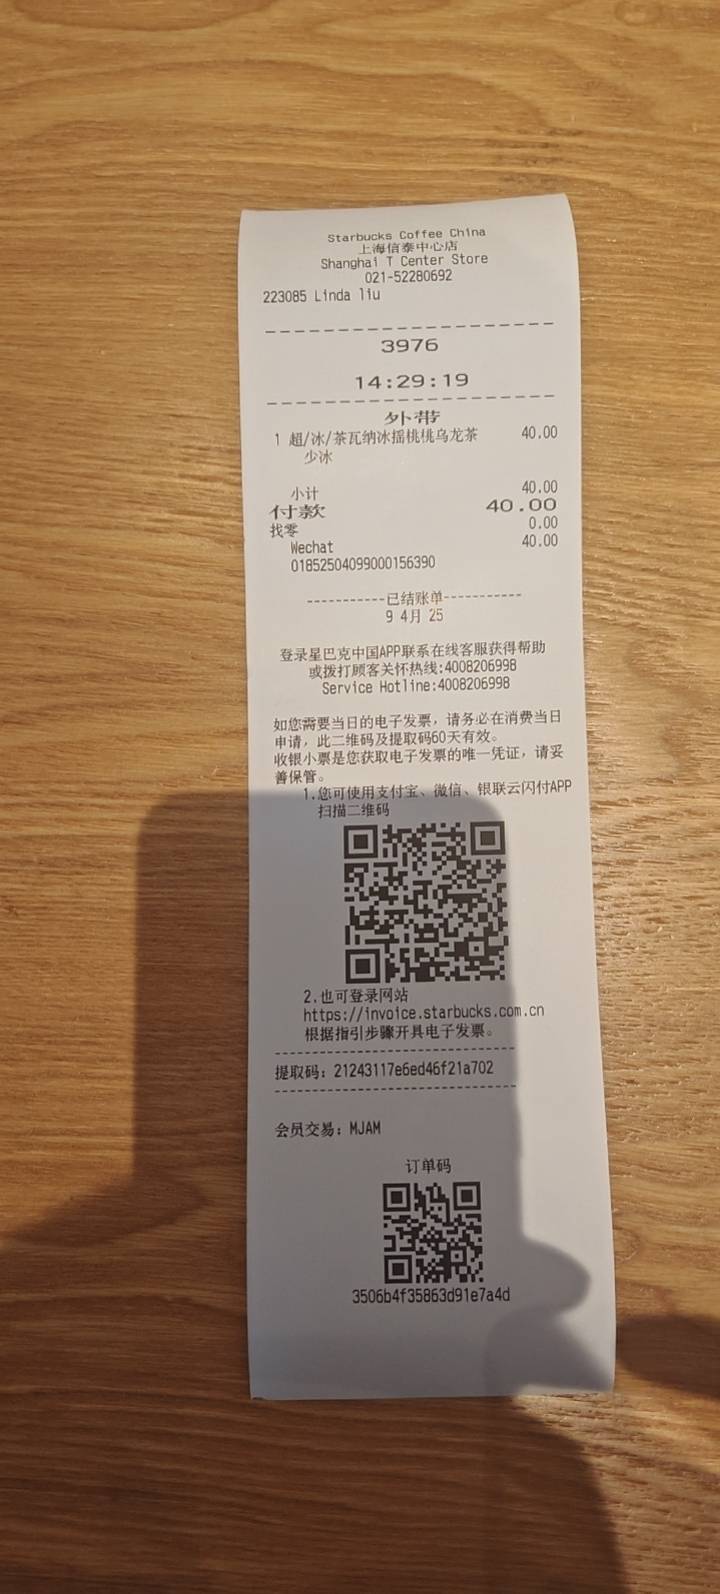 Starbucks Coffee China
上海信泰中心店
Shanghai T Center Store
021-52280692
223085 Linda liu
3976
14:29:19
外带
1 超/冰/茶瓦纳冰摇桃桃乌龙茶 40.00
少冰
小计 40.00
付款 40.00
找零 0.00
Wechat 40.00
01852504099000156390
-----------已结账单-----------
9 4月 25
登录星巴克中国APP联系在线客服获得帮助
或拨打顾客关怀热线:4008206998
Service Hotline:4008206998
如您需要当日的电子发票，请务必在消费当日
申请，此二维码及提取码60天有效。
收银小票是您获取电子发票的唯一凭证，请妥
善保管。
1.您可使用支付宝、微信、银联云闪付APP
扫描二维码
2.也可登录网站
https://invoice.starbucks.com.cn
根据指引步骤开具电子发票。
提取码：21243117e6ed46f21a702
会员交易：MJAM
订单码
3506b4f35863d91e7a4d